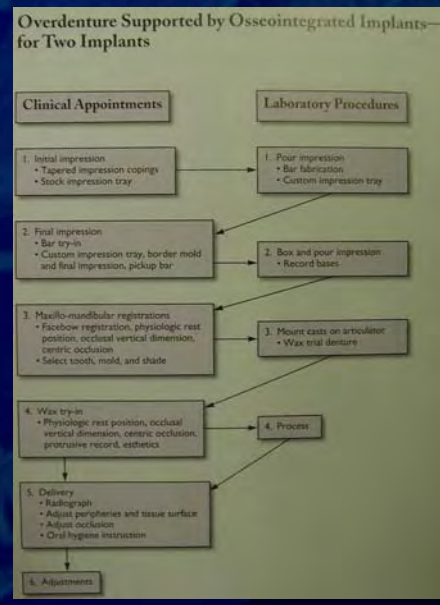 Overdenture Supported by Osseointegrated Implants—
for Two Implants
Clinical Appointments
Laboratory Procedures
1. Initial impression
• Tapered impression copings
• Stock impression tray
1. Pour impression
• Bar fabrication
• Custom impression tray
2. Final impression
• Bar try-in
• Custom impression tray, border mold
and final impression, pickup bar
2. Box and pour impression
• Record bases
3. Maxillo-mandibular registrations
• Facebow registration, physiologic rest
position, occlusal vertical dimension,
centric occlusion
• Select tooth, mold, and shade
3. Mount casts on articulator
• Wax trial denture
4. Wax try-in
• Physiologic rest position, occlusal
vertical dimension, centric occlusion,
protrusive record, esthetics
4. Process
5. Delivery
• Radiograph
• Adjust peripheries and tissue surface
• Adjust occlusion
• Oral hygiene instruction
6. Adjustments